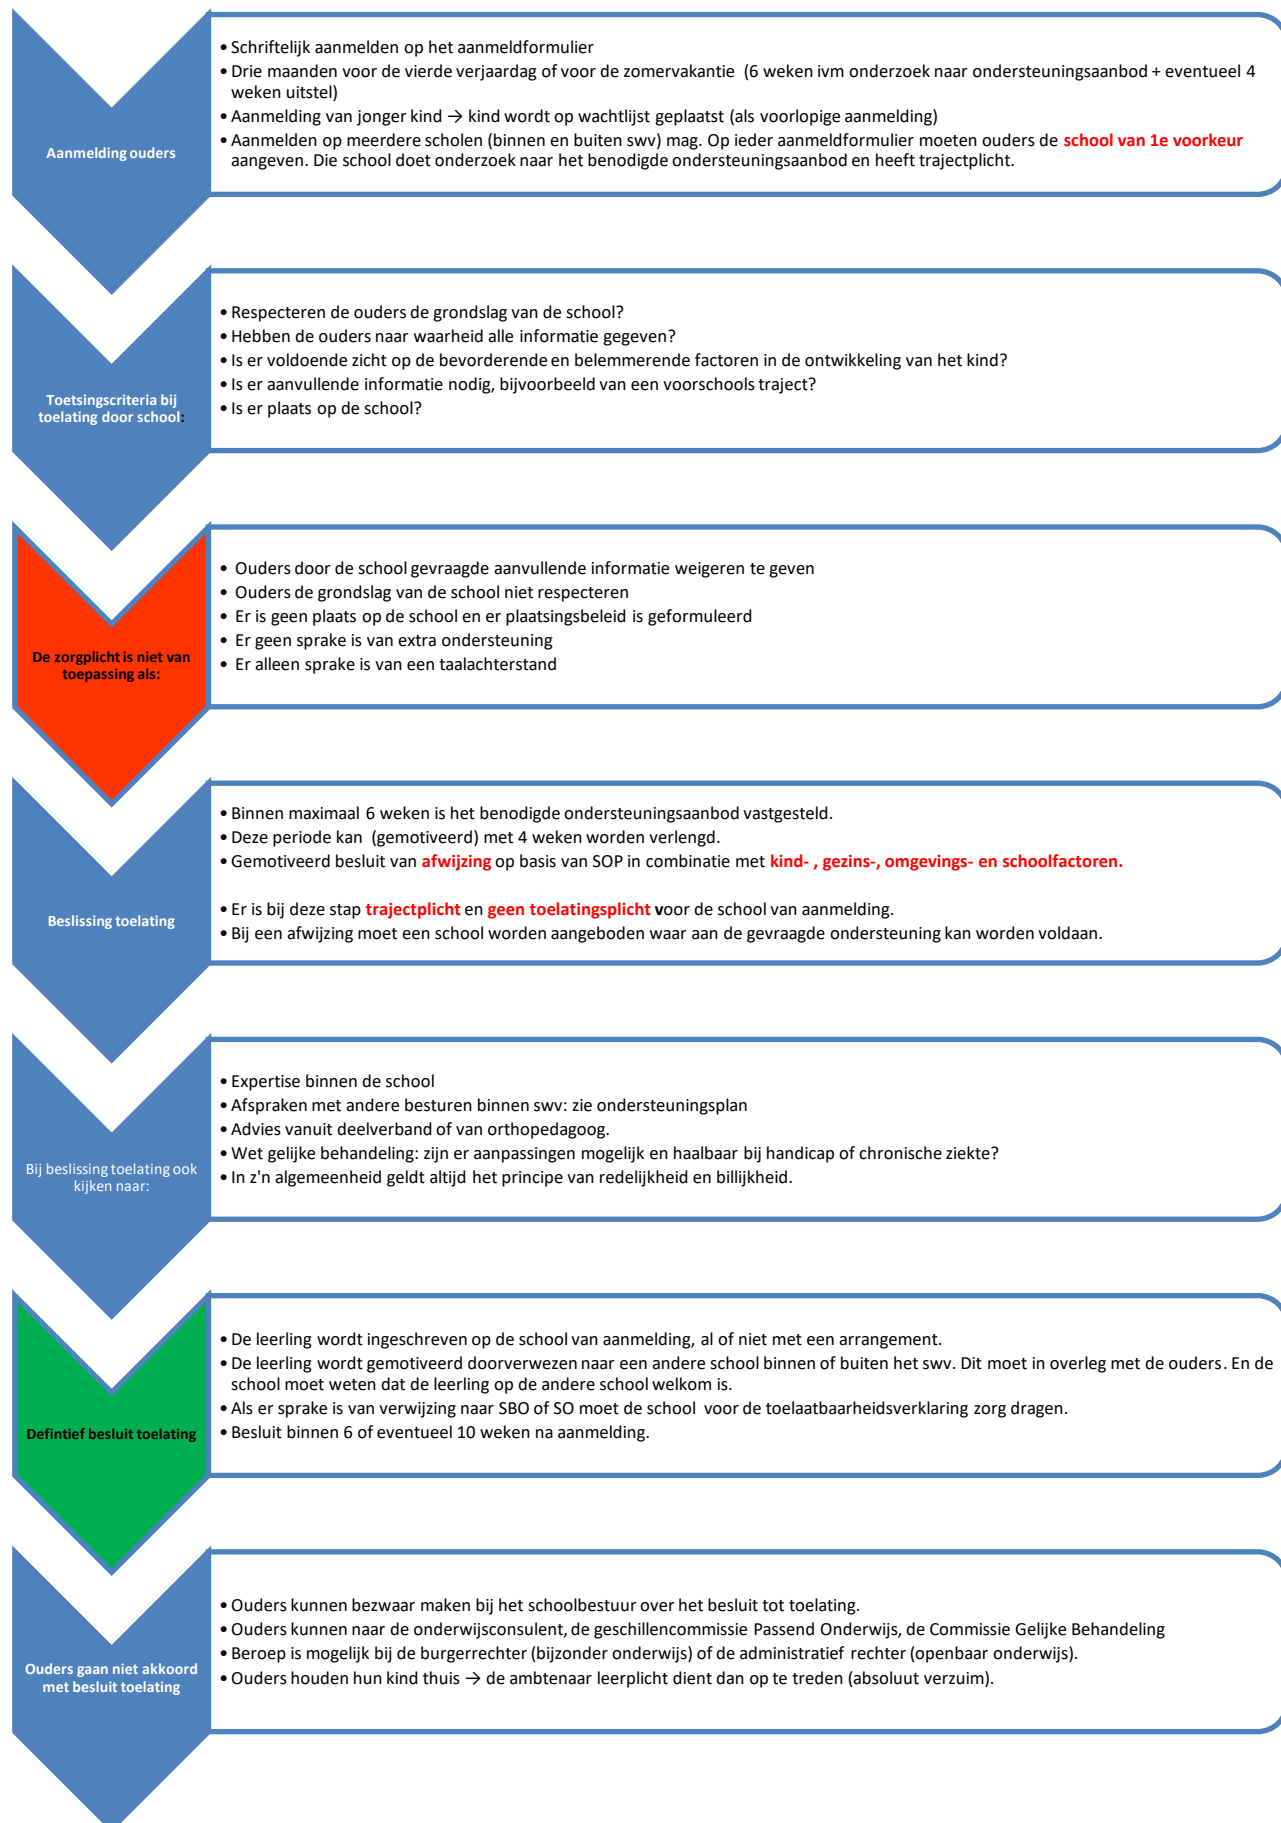 Aanmelding ouders
• Schriftelijk aanmelden op het aanmeldformulier
• Drie maanden voor de vierde verjaardag of voor de zomervakantie (6 weken ivm onderzoek naar ondersteuningsaanbod + eventueel 4
weken uitstel)
• Aanmelding van jonger kind → kind wordt op wachtlijst geplaatst (als voorlopige aanmelding)
• Aanmelden op meerdere scholen (binnen en buiten swv) mag. Op ieder aanmeldformulier moeten ouders de school van 1e voorkeur
aangeven. Die school doet onderzoek naar het benodigde ondersteuningsaanbod en heeft trajectplicht.
Toetsingscriteria bij
toelating door school:
• Respecteren de ouders de grondslag van de school?
• Hebben de ouders naar waarheid alle informatie gegeven?
• Is er voldoende zicht op de bevorderende en belemmerende factoren in de ontwikkeling van het kind?
• Is er aanvullende informatie nodig, bijvoorbeeld van een voorschools traject?
• Is er plaats op de school?
De zorgplicht is niet van
toepassing als:
• Ouders door de school gevraagde aanvullende informatie weigeren te geven
• Ouders de grondslag van de school niet respecteren
• Er is geen plaats op de school en er plaatsingsbeleid is geformuleerd
• Er geen sprake is van extra ondersteuning
• Er alleen sprake is van een taalachterstand
Beslissing toelating
• Binnen maximaal 6 weken is het benodigde ondersteuningsaanbod vastgesteld.
• Deze periode kan (gemotiveerd) met 4 weken worden verlengd.
• Gemotiveerd besluit van afwijzing op basis van SOP in combinatie met kind- , gezins-, omgevings- en schoolfactoren.
• Er is bij deze stap trajectplicht en geen toelatingsplicht voor de school van aanmelding.
• Bij een afwijzing moet een school worden aangeboden waar aan de gevraagde ondersteuning kan worden voldaan.
Bij beslissing toelating ook
kijken naar:
• Expertise binnen de school
• Afspraken met andere besturen binnen swv: zie ondersteuningsplan
• Advies vanuit deelverband of van orthopedagoog.
• Wet gelijke behandeling: zijn er aanpassingen mogelijk en haalbaar bij handicap of chronische ziekte?
• In z'n algemeenheid geldt altijd het principe van redelijkheid en billijkheid.
Defintief besluit toelating
• De leerling wordt ingeschreven op de school van aanmelding, al of niet met een arrangement.
• De leerling wordt gemotiveerd doorverwezen naar een andere school binnen of buiten het swv. Dit moet in overleg met de ouders. En de
school moet weten dat de leerling op de andere school welkom is.
• Als er sprake is van verwijzing naar SBO of SO moet de school voor de toelaatbaarheidsverklaring zorg dragen.
• Besluit binnen 6 of eventueel 10 weken na aanmelding.
Ouders gaan niet akkoord
met besluit toelating
• Ouders kunnen bezwaar maken bij het schoolbestuur over het besluit tot toelating.
• Ouders kunnen naar de onderwijsconsulent, de geschillencommissie Passend Onderwijs, de Commissie Gelijke Behandeling
• Beroep is mogelijk bij de burgerrechter (bijzonder onderwijs) of de administratief rechter (openbaar onderwijs).
• Ouders houden hun kind thuis → de ambtenaar leerplicht dient dan op te treden (absoluut verzuim).